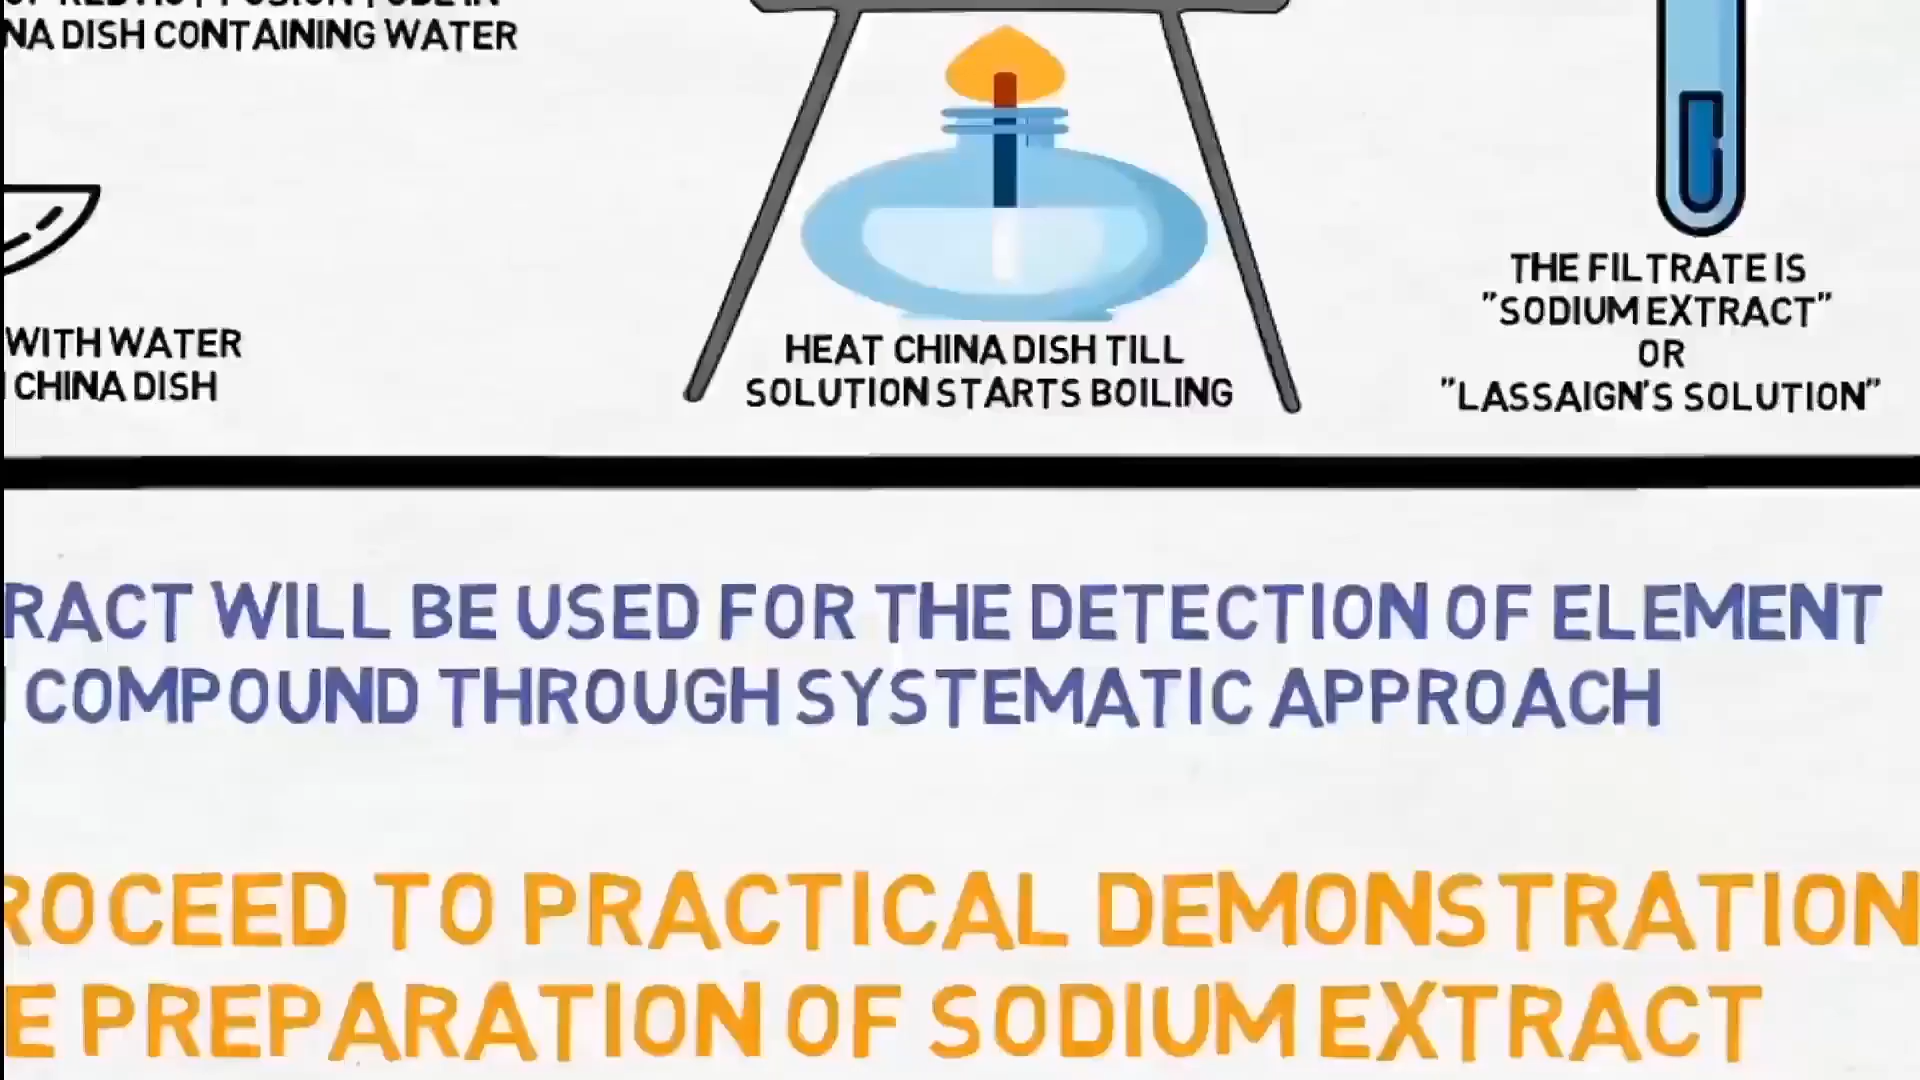 NA DISH CONTAINING WATER
WITH WATER
CHINA DISH
HEAT CHINA DISH TILL
SOLUTION STARTS BOILING
THE FILTRATE IS
"SODIUM EXTRACT"
OR
"LASSAIGN'S SOLUTION"
RACT WILL BE USED FOR THE DETECTION OF ELEMENT
COMPOUND THROUGH SYSTEMATIC APPROACH
ROCEED TO PRACTICAL DEMONSTRATION
E PREPARATION OF SODIUM EXTRACT